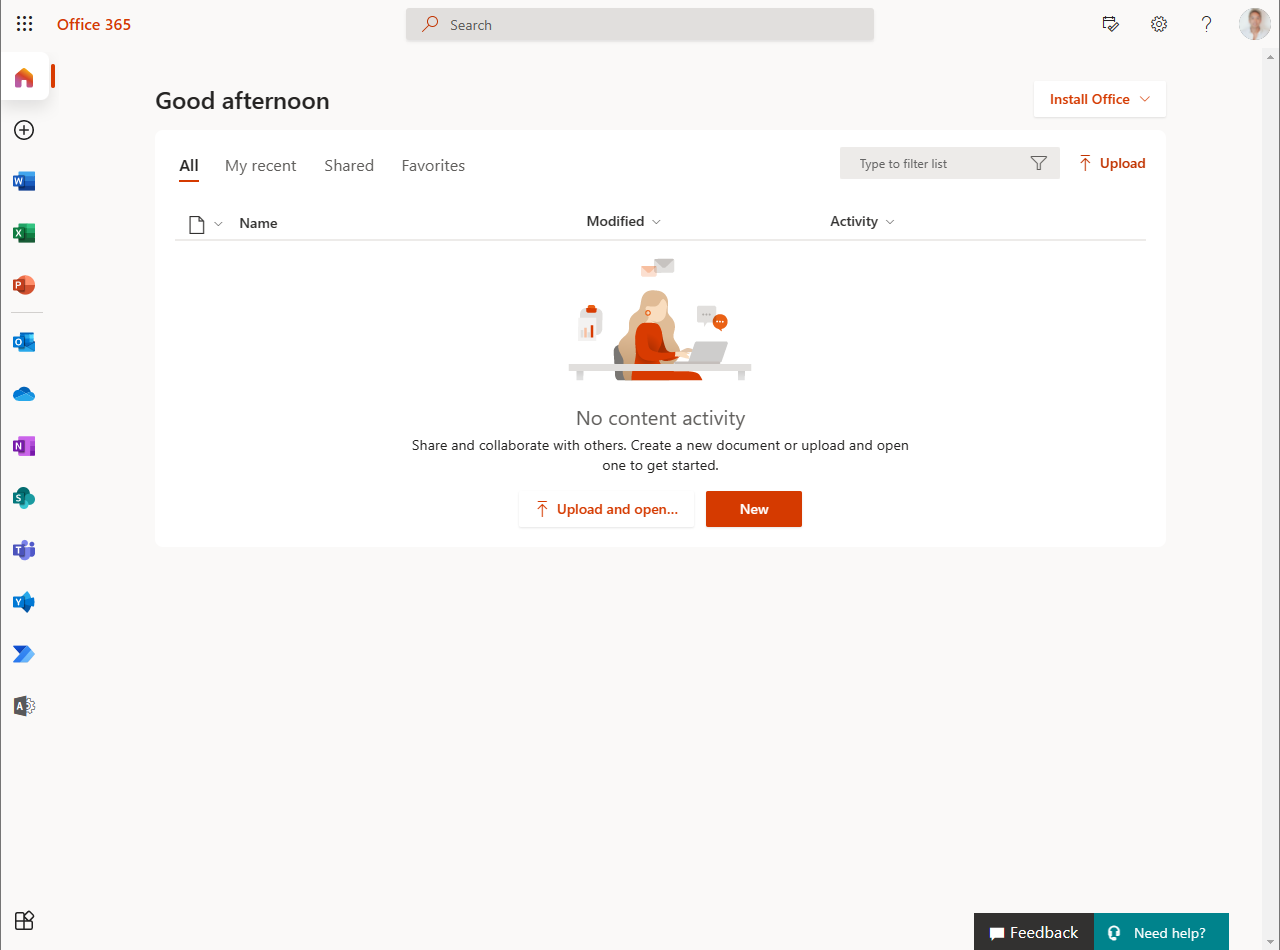 Office 365
Search
Good afternoon
Install Office
All
My recent
Shared
Favorites
Type to filter list
Upload
Name
Modified
Activity
No content activity
Share and collaborate with others. Create a new document or upload and open
one to get started.
Upload and open...
New
Feedback
Need help?